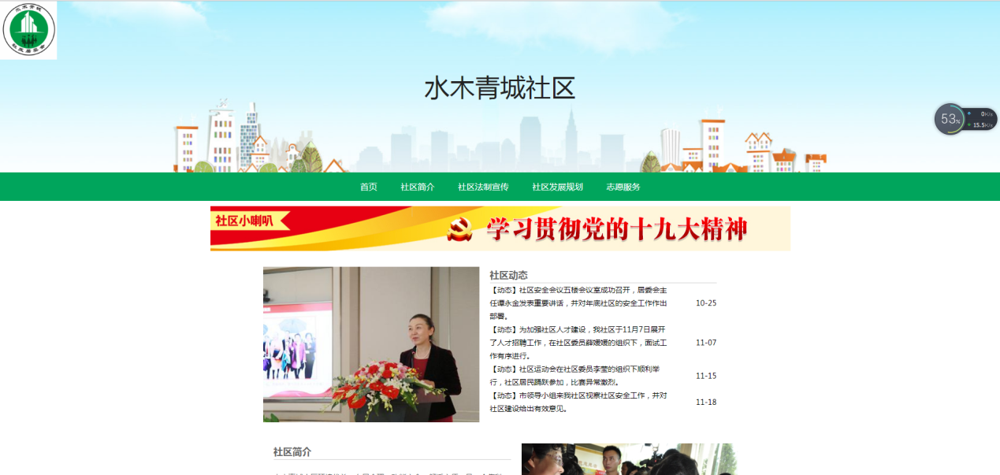 水木青城
社区居委会
水木青城社区
53%
0K/s
15.5K/s
首页 社区简介 社区法制宣传 社区发展规划 志愿服务
社区小喇叭
学习贯彻党的十九大精神
社区动态
【动态】社区安全会议五楼会议室成功召开，居委会主
任谭永金发表重要讲话，并对年底社区的安全工作作出
部署。
10-25
【动态】为加强社区人才建设，我社区于11月7日展开
了人才招聘工作，在社区委员薛媛媛的组织下，面试工
作有序进行。
11-07
【动态】社区运动会在社区委员李莹的组织下顺利举
行，社区居民踊跃参加，比赛异常激烈。
11-15
【动态】市领导小组来我社区视察社区安全工作，并对
社区建设给出有效意见。
11-18
社区简介